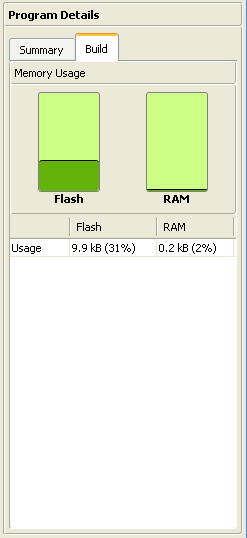 Program Details
Summary Build
Memory Usage
Flash RAM
Flash RAM
Usage 9.9 kB (31%) 0.2 kB (2%)